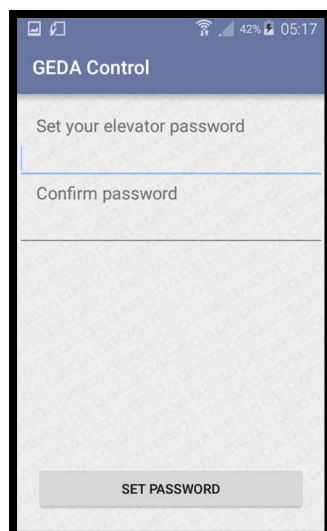 42% 05:17
GEDA Control
Set your elevator password
Confirm password
SET PASSWORD